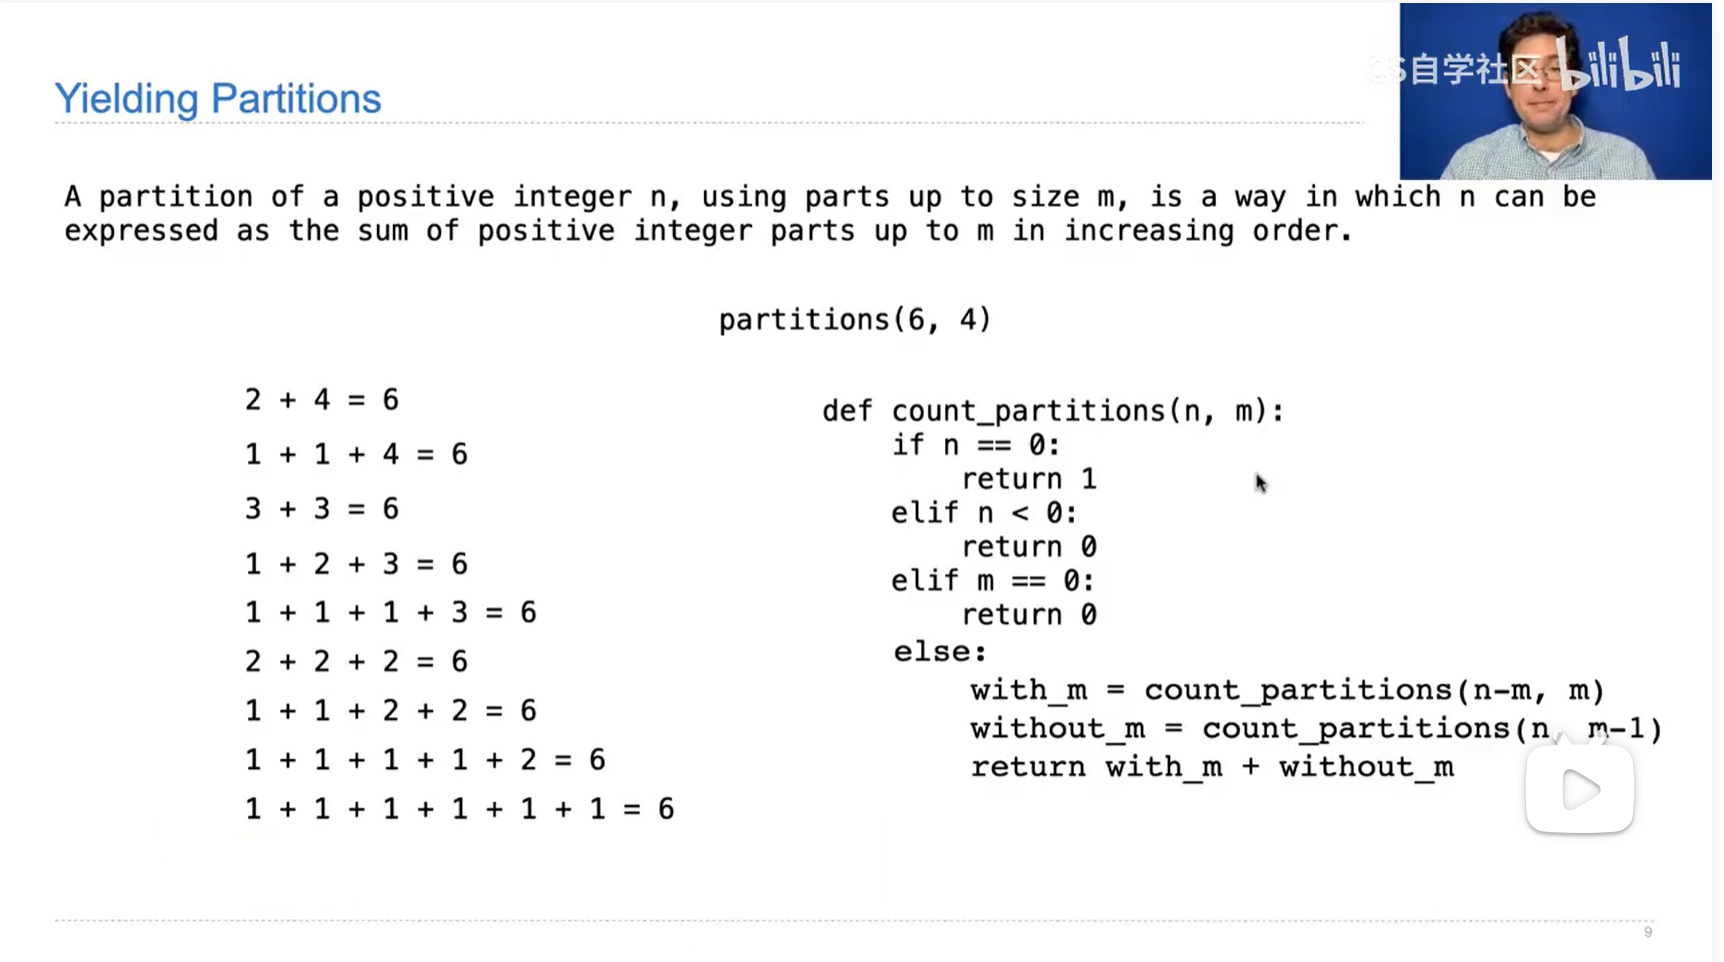 CS自学社区 bilibili
Yielding Partitions
A partition of a positive integer n, using parts up to size m, is a way in which n can be
expressed as the sum of positive integer parts up to m in increasing order.
partitions(6, 4)
2 + 4 = 6
1 + 1 + 4 = 6
3 + 3 = 6
1 + 2 + 3 = 6
1 + 1 + 1 + 3 = 6
2 + 2 + 2 = 6
1 + 1 + 2 + 2 = 6
1 + 1 + 1 + 1 + 2 = 6
1 + 1 + 1 + 1 + 1 + 1 = 6
def count_partitions(n, m):
    if n == 0:
        return 1
    elif n < 0:
        return 0
    elif m == 0:
        return 0
    else:
        with_m = count_partitions(n-m, m)
        without_m = count_partitions(n, m-1)
        return with_m + without_m
9